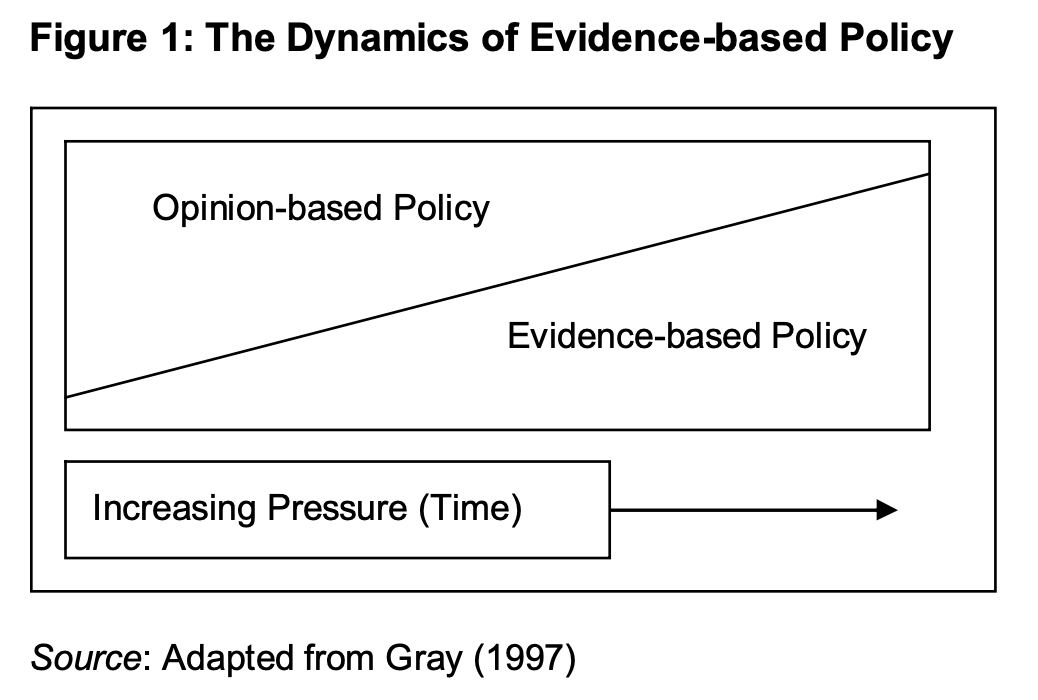 Figure 1: The Dynamics of Evidence-based Policy
Opinion-based Policy
Evidence-based Policy
Increasing Pressure (Time)
Source: Adapted from Gray (1997)